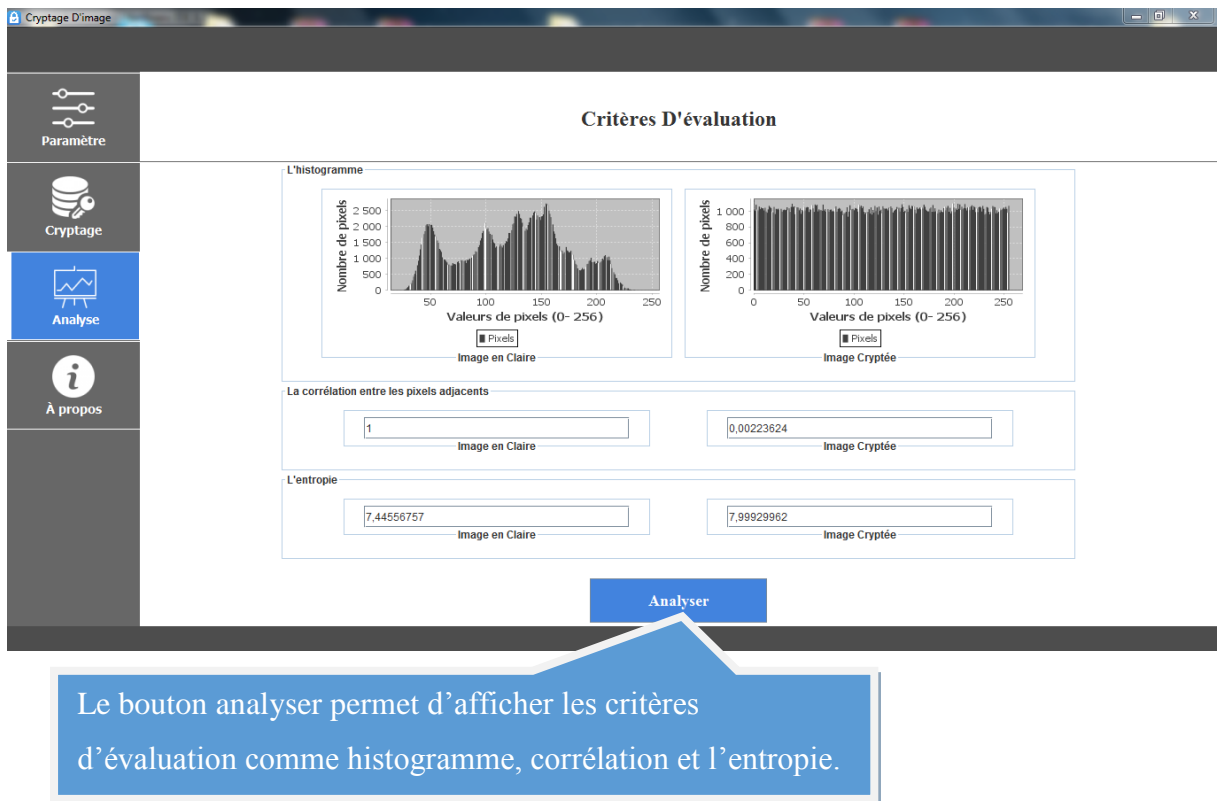 Cryptage D'image
Paramètre
Cryptage
Analyse
i
À propos
Critères D'évaluation
L'histogramme
Nombre de pixels
2 500
2 000
1 500
1 000
500
0
50 100 150 200 250
Valeurs de pixels (0- 256)
Pixels
Image en Claire
Nombre de pixels
1 000
800
600
400
200
0
0 50 100 150 200 250
Valeurs de pixels (0- 256)
Pixels
Image Cryptée
La corrélation entre les pixels adjacents
1
Image en Claire
0,00223624
Image Cryptée
L'entropie
7,44556757
Image en Claire
7,99929962
Image Cryptée
Analyser
Le bouton analyser permet d’afficher les critères
d’évaluation comme histogramme, corrélation et l’entropie.